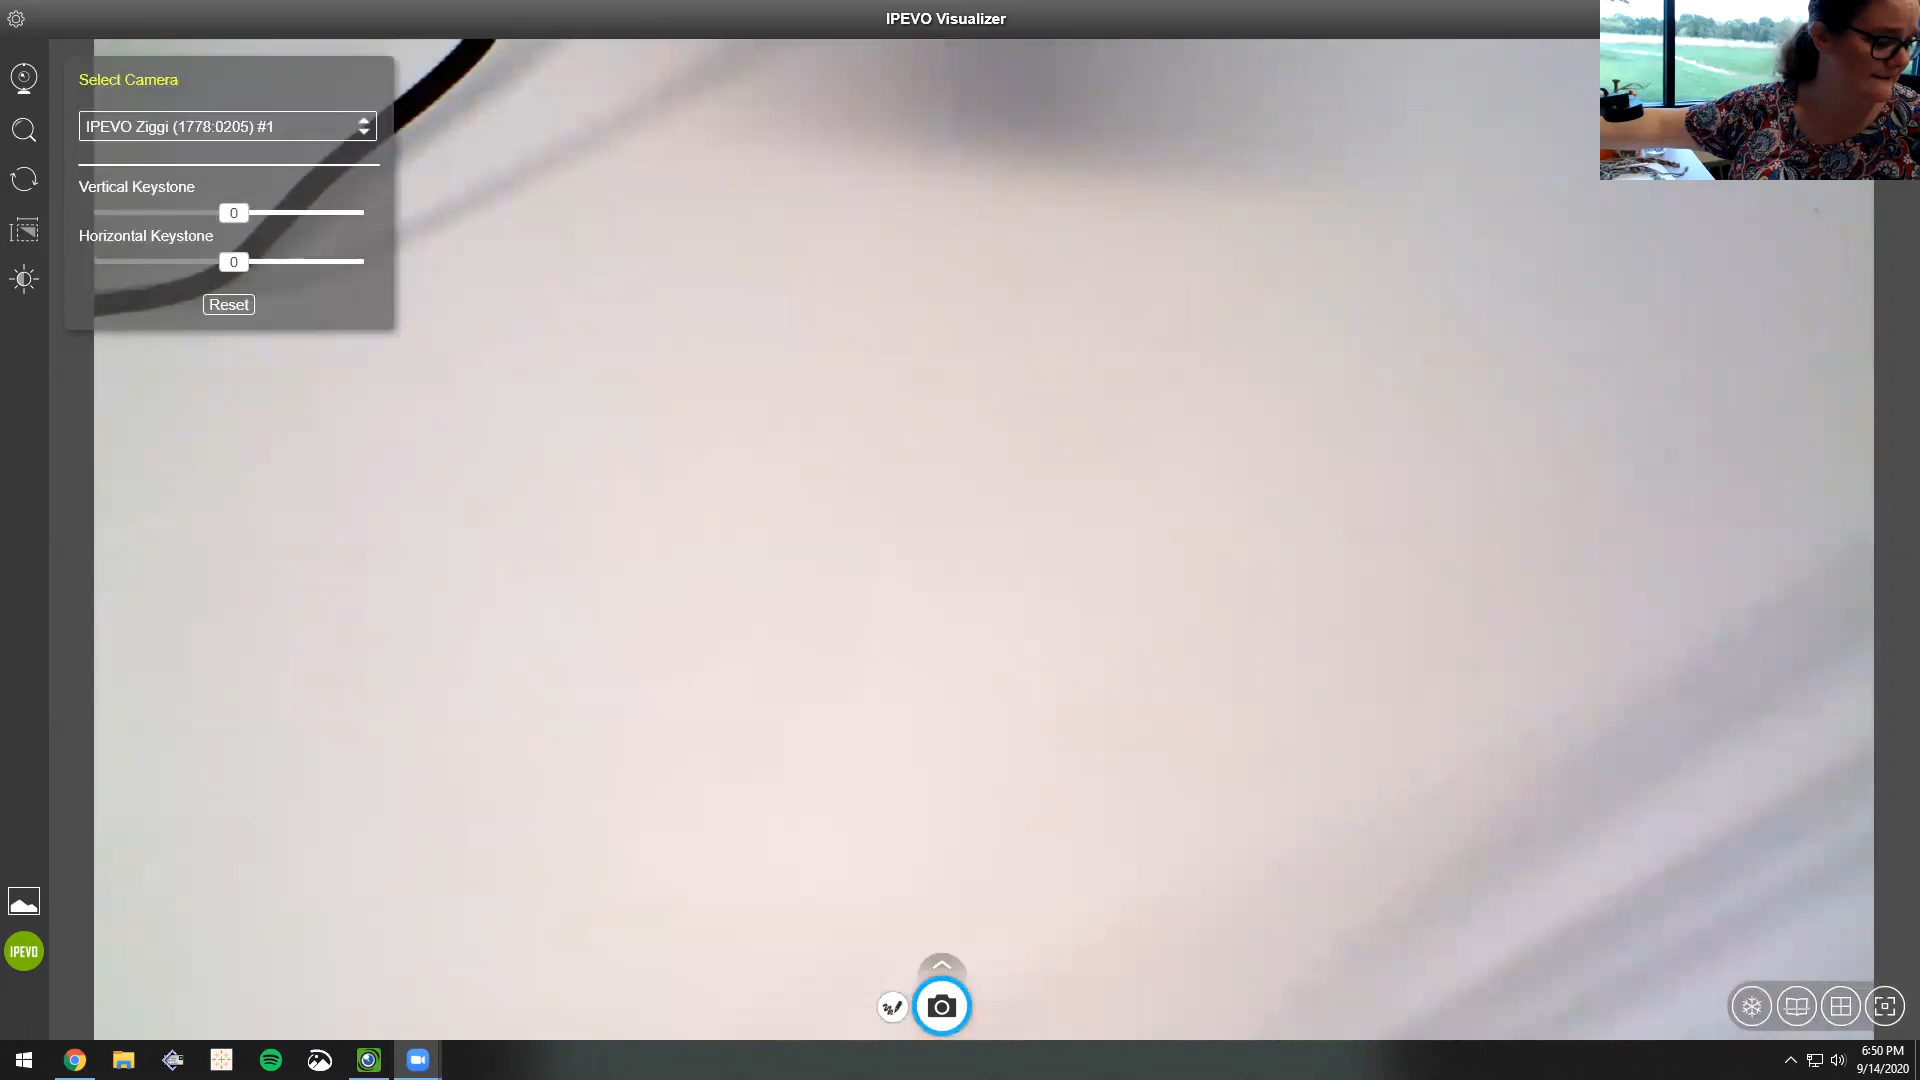 IPEVO Visualizer
Select Camera
IPEVO Ziggi (1778:0205) #1
Vertical Keystone
0
Horizontal Keystone
0
Reset
IPEVO
6:50 PM
9/14/2020